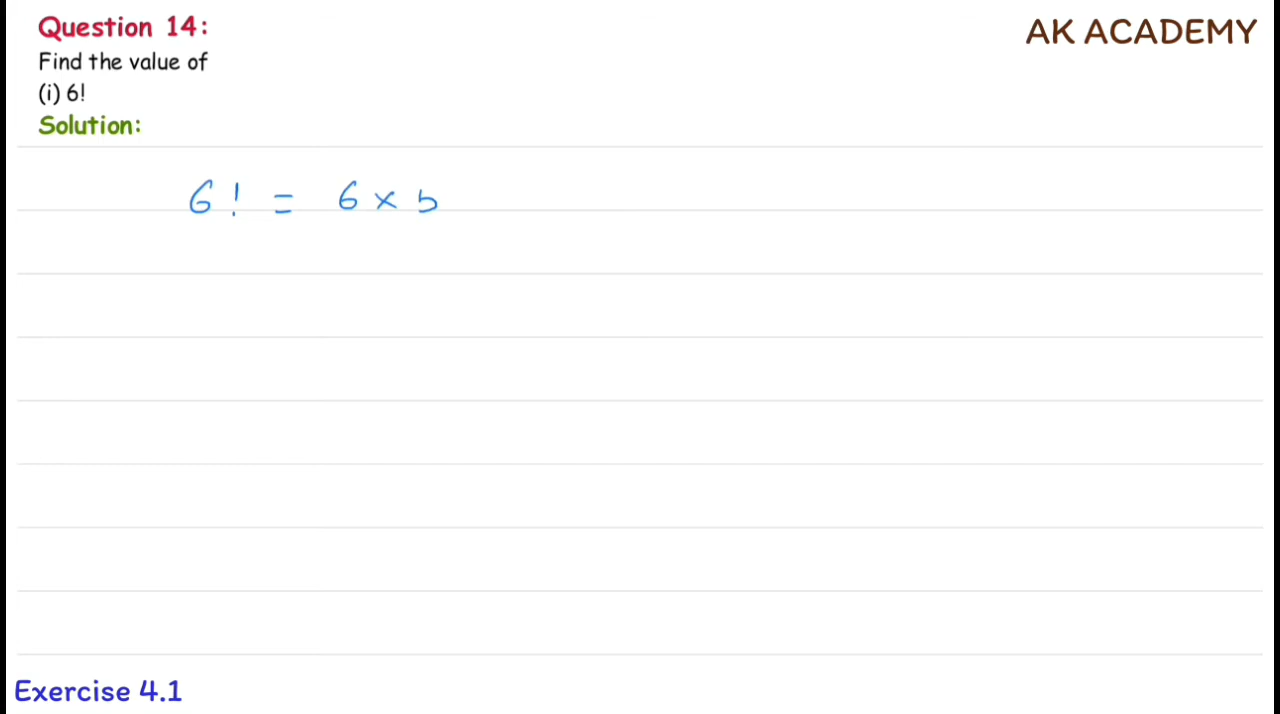 Question 14:
AK ACADEMY
Find the value of
(i) 6!
Solution:
6! = 6 × 5
Exercise 4.1